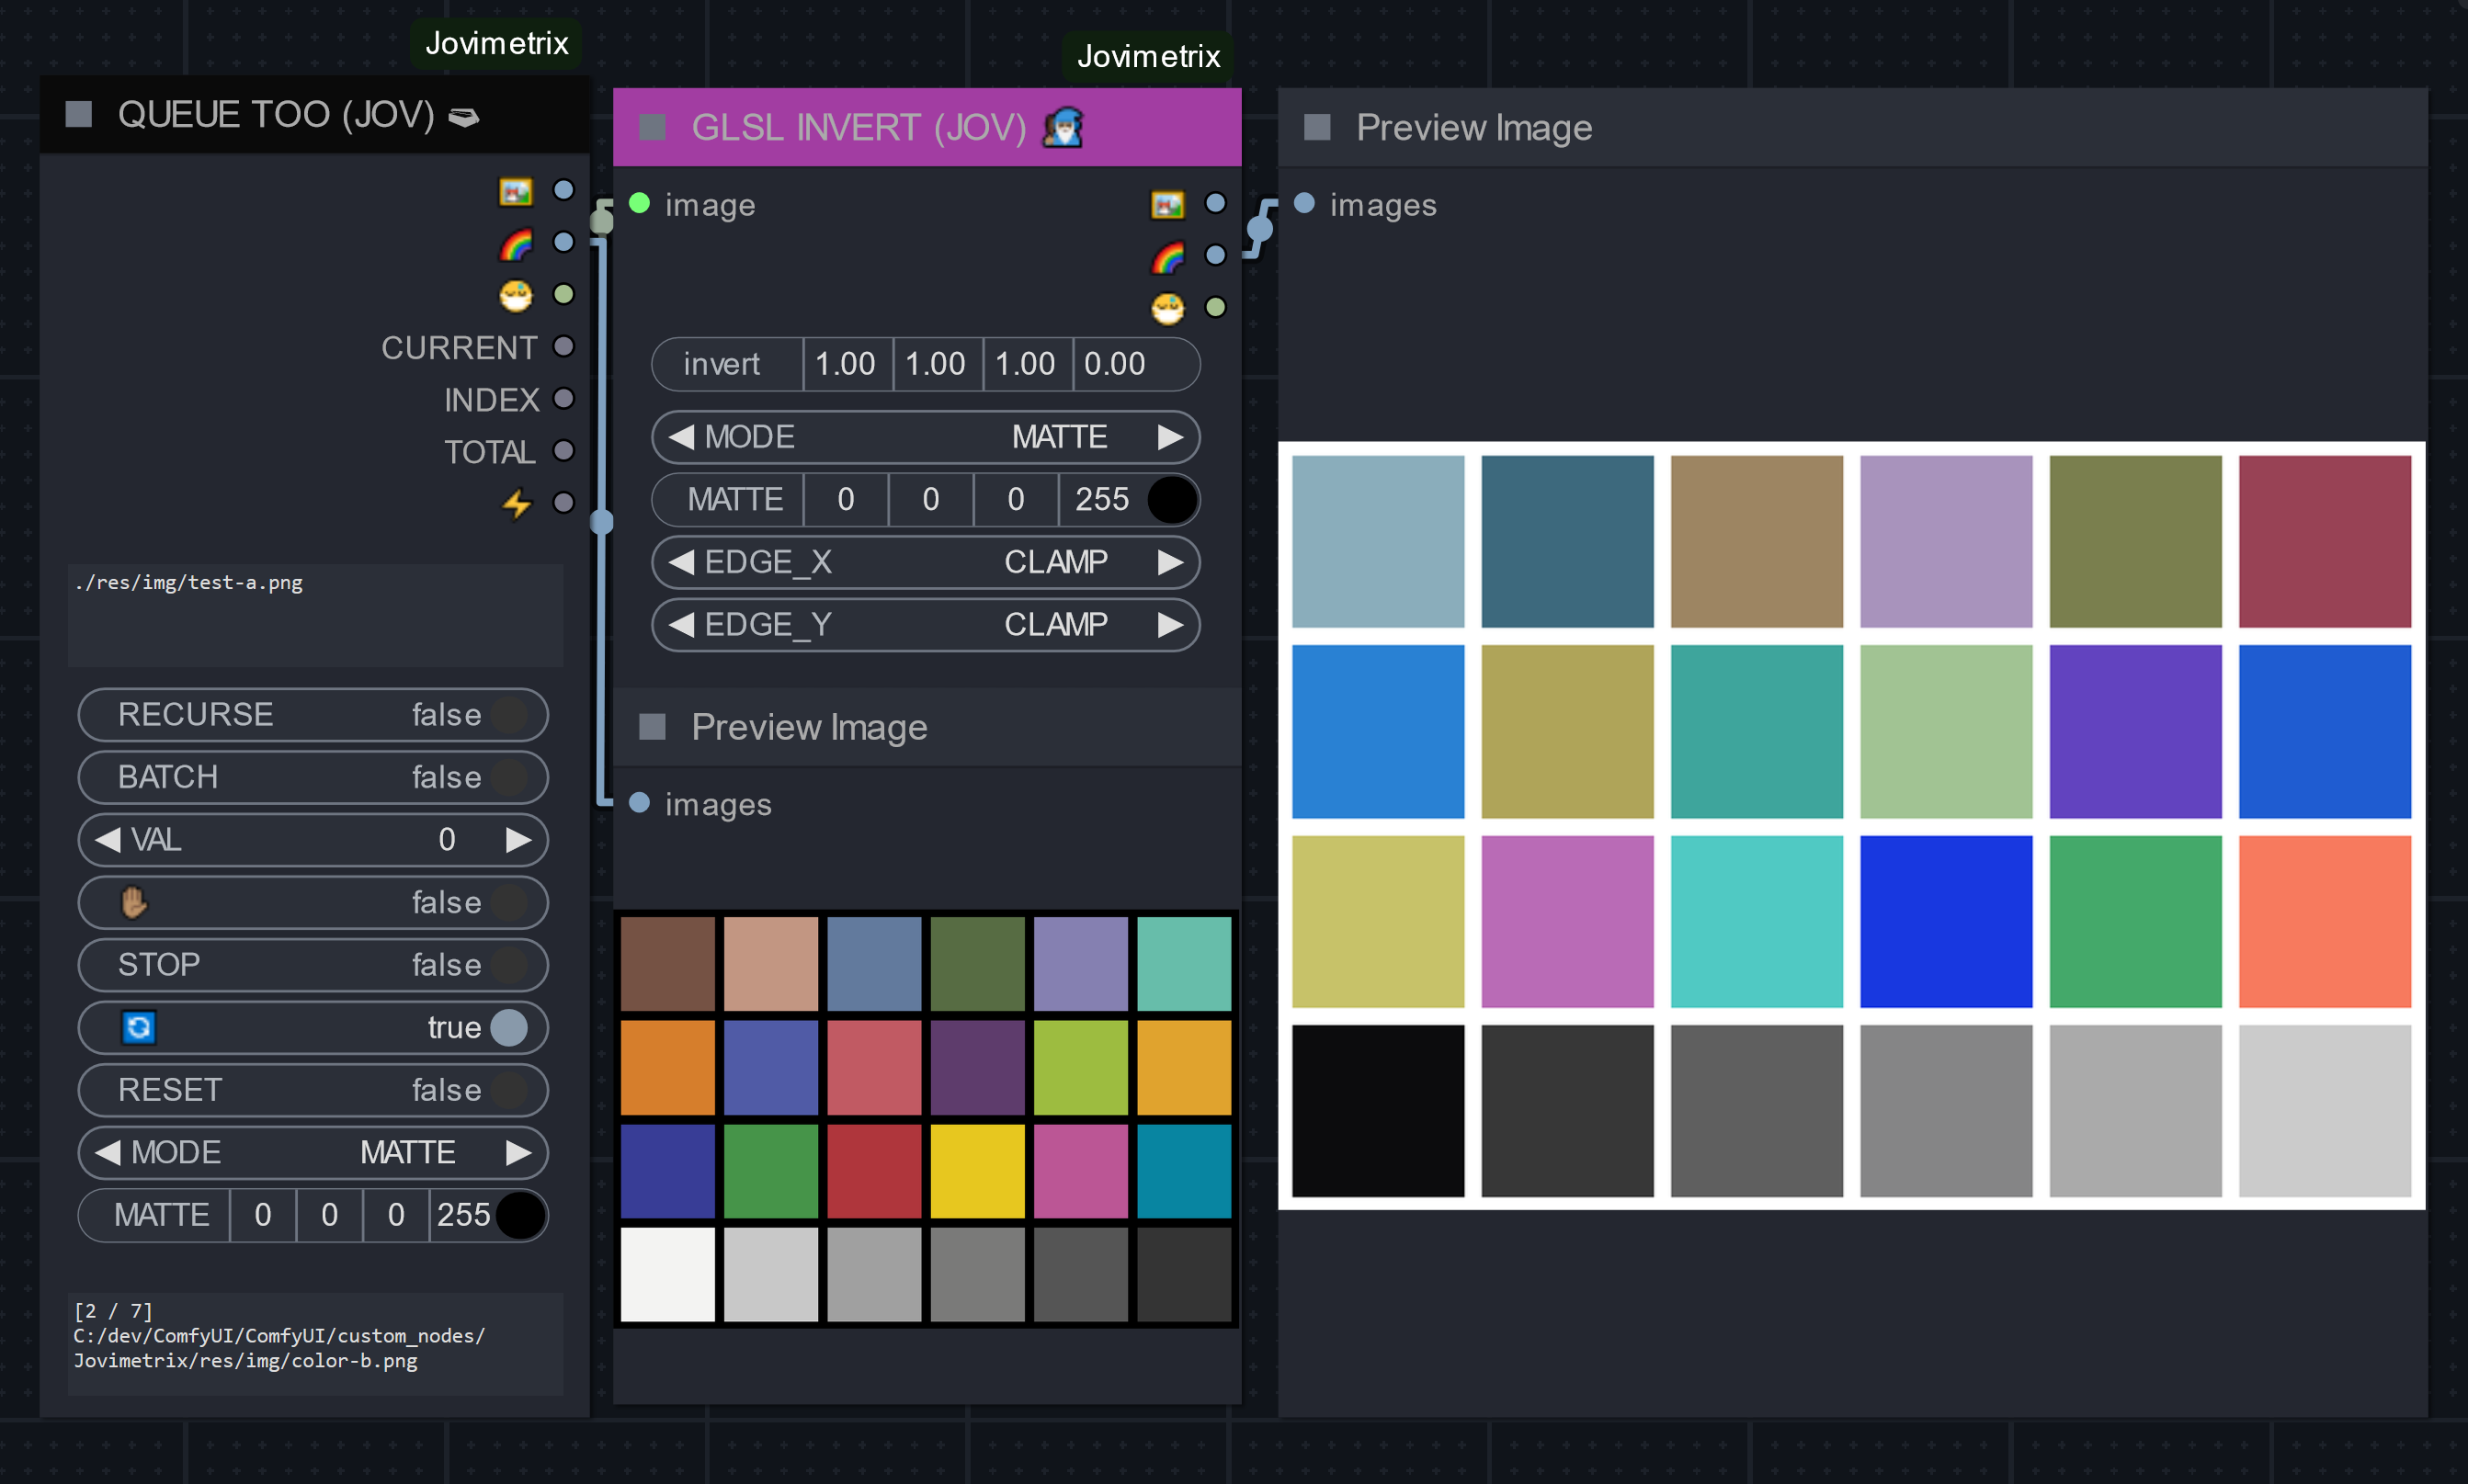 Jovimetrix
QUEUE TOO (JOV)
CURRENT
INDEX
TOTAL
./res/img/test-a.png
RECURSE false
BATCH false
VAL 0
false
STOP false
true
RESET false
MODE MATTE
MATTE 0 0 0 255
[2 / 7]
C:/dev/ComfyUI/ComfyUI/custom_nodes/
Jovimetrix/res/img/color-b.png
Jovimetrix
GLSL INVERT (JOV)
image
invert 1.00 1.00 1.00 0.00
MODE MATTE
MATTE 0 0 0 255
EDGE_X CLAMP
EDGE_Y CLAMP
Preview Image
images
Preview Image
images